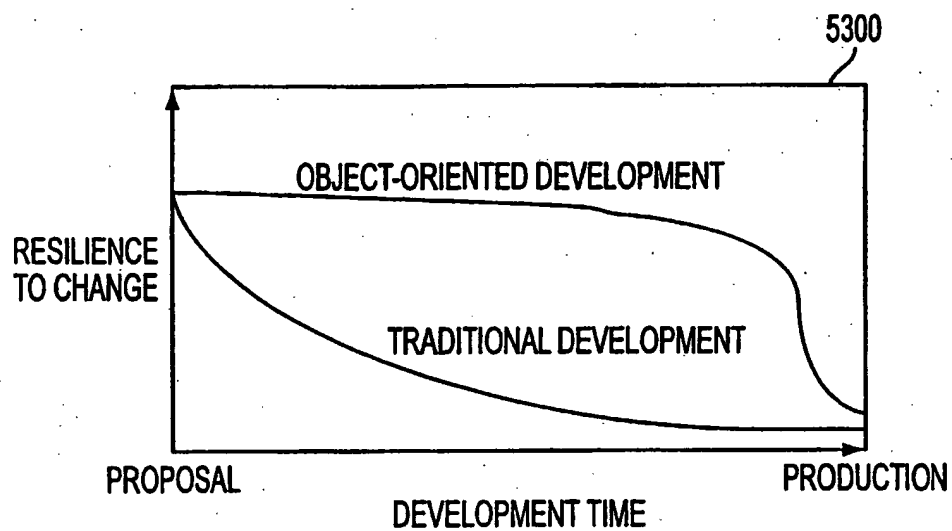 5300
OBJECT-ORIENTED DEVELOPMENT
RESILIENCE
TO CHANGE
TRADITIONAL DEVELOPMENT
PROPOSAL
PRODUCTION
DEVELOPMENT TIME